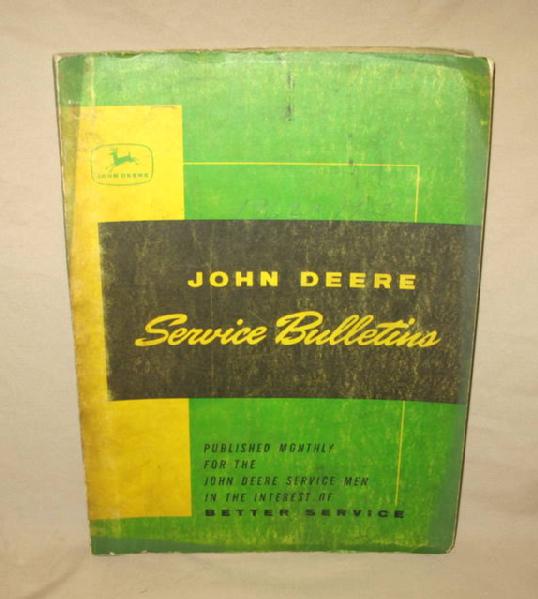 JOHN DEERE
JOHN DEERE
Service Bulletins
PUBLISHED MONTHLY
FOR THE
JOHN DEERE SERVICE MEN
IN THE INTEREST OF
BETTER SERVICE